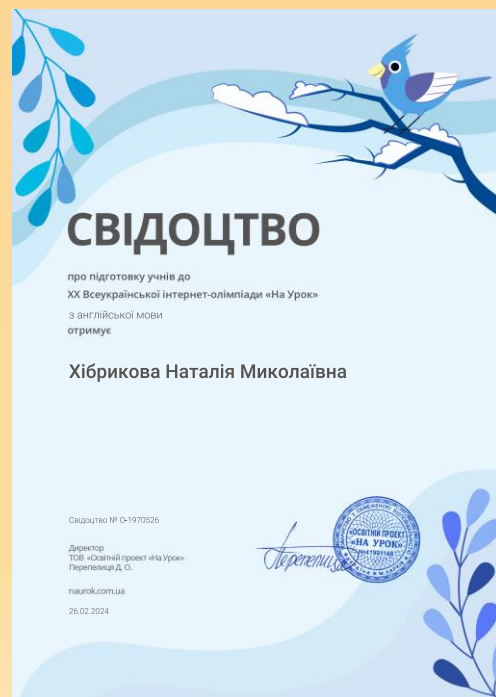 СВІДОЦТВО
про підготовку учнів до
XX Всеукраїнської інтернет-олімпіади «На Урок»
з англійської мови
отримує
Хібрикова Наталія Миколаївна
Свідоцтво № О-1970526
Директор
ТОВ «Освітній проект «На Урок»
Перепелиця Д. О.
naurok.com.ua
26.02.2024
«ОСВІТНІЙ ПРОЕКТ
«НА УРОК»